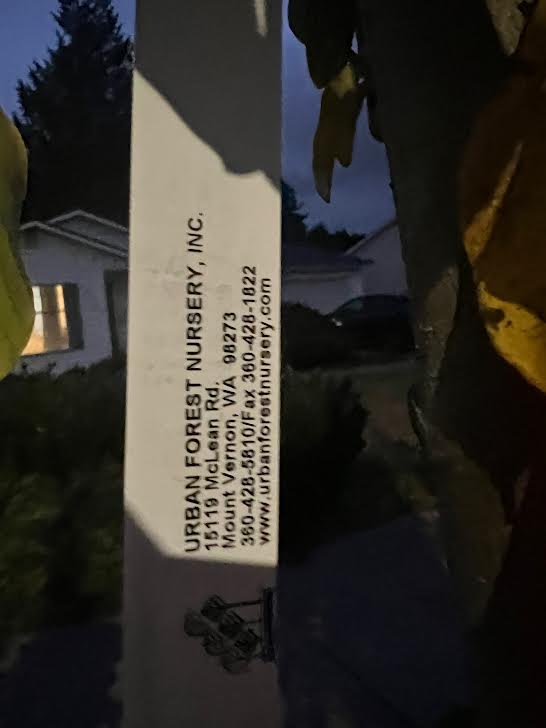 URBAN FOREST NURSERY, INC.
15119 McLean Rd.
Mount Vernon, WA 98273
360-428-5810/Fax 360-428-1822
www.urbanforestnursery.com